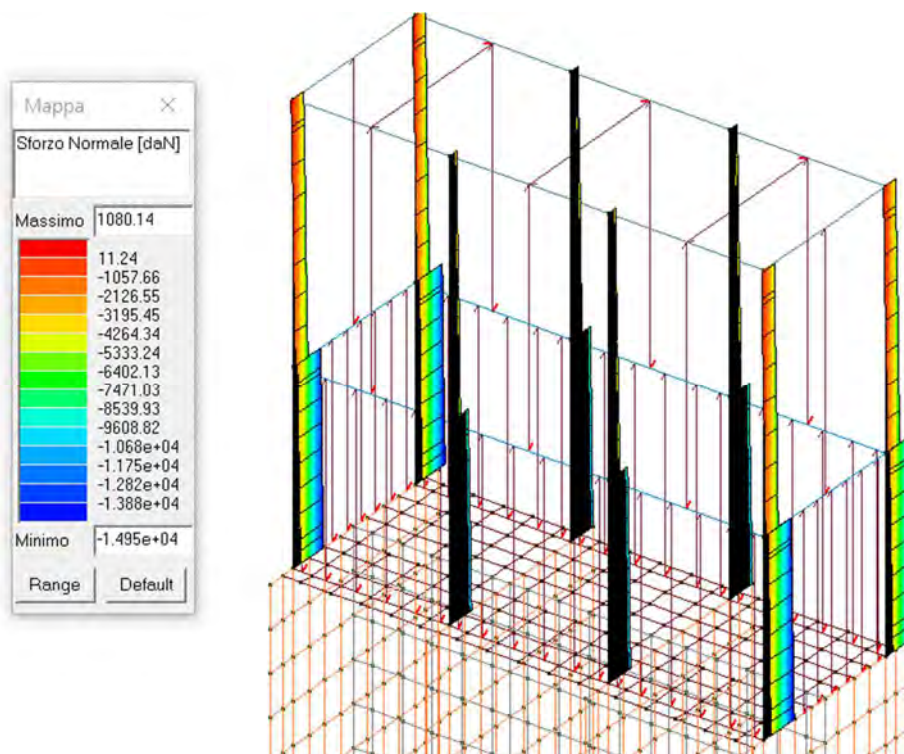 Mappa
Sforzo Normale [daN]
Massimo 1080.14
11.24
-1057.66
-2126.55
-3195.45
-4264.34
-5333.24
-6402.13
-7471.03
-8539.93
-9608.82
-1.068e+04
-1.175e+04
-1.282e+04
-1.388e+04
Minimo -1.495e+04
Range Default